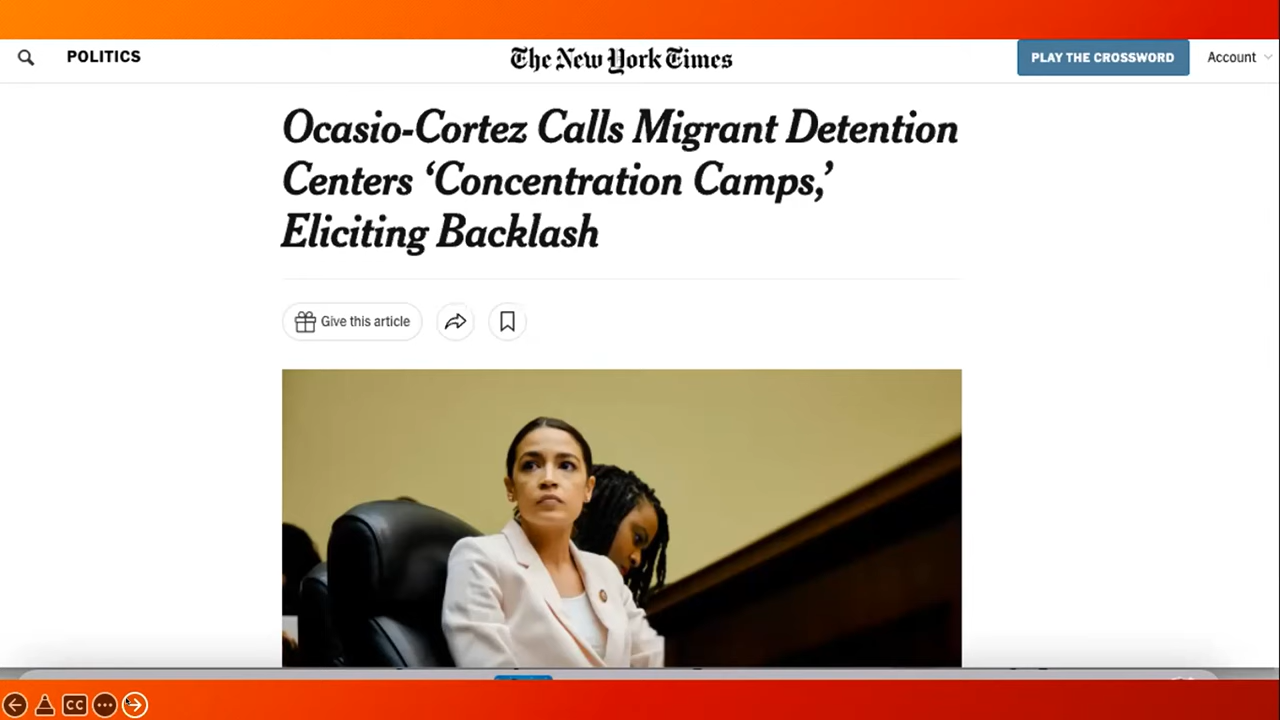 POLITICS
The New York Times
PLAY THE CROSSWORD
Account
Ocasio-Cortez Calls Migrant Detention
Centers ‘Concentration Camps,’
Eliciting Backlash
Give this article
CC